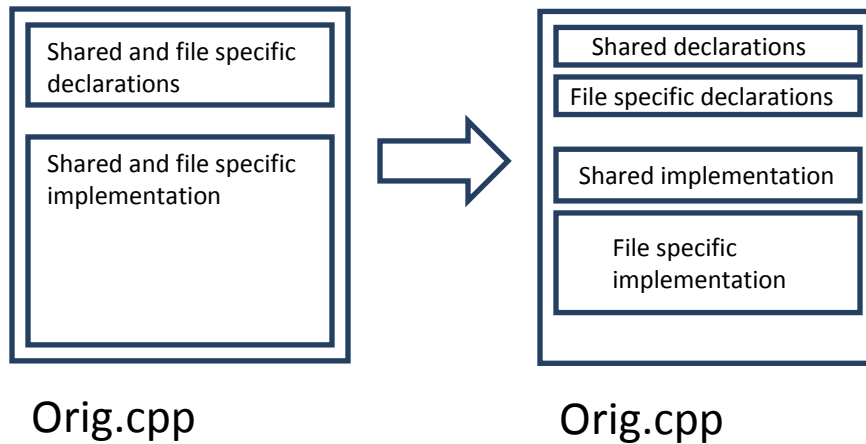 Shared and file specific
declarations
Shared and file specific
implementation
Orig.cpp
Shared declarations
File specific declarations
Shared implementation
File specific
implementation
Orig.cpp